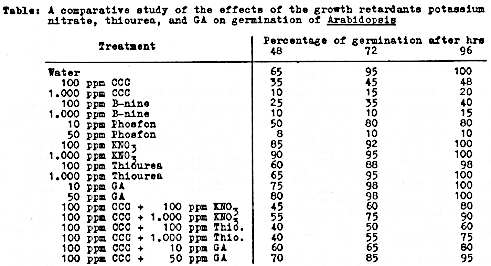 Table: A comparative study of the effects of the growth retardants potassium
nitrate, thiourea, and GA on germination of Arabidopsis
Treatment Percentage of germination after hrs
48 72 96
Water 65 95 100
100 ppm CCC 35 45 48
1.000 ppm CCC 10 15 20
100 ppm B-nine 25 35 40
1.000 ppm B-nine 10 10 15
10 ppm Phosfon 50 80 80
50 ppm Phosfon 8 10 10
100 ppm KNO3 85 92 100
1.000 ppm KNO3 90 95 100
100 ppm Thiourea 60 88 98
1.000 ppm Thiourea 65 95 100
10 ppm GA 75 98 100
50 ppm GA 80 98 100
100 ppm CCC + 100 ppm KNO3 45 60 80
100 ppm CCC + 1.000 ppm KNO3 55 75 90
100 ppm CCC + 100 ppm Thio. 40 50 60
100 ppm CCC + 1.000 ppm Thio. 40 55 75
100 ppm CCC + 10 ppm GA 60 65 80
100 ppm CCC + 50 ppm GA 70 85 95